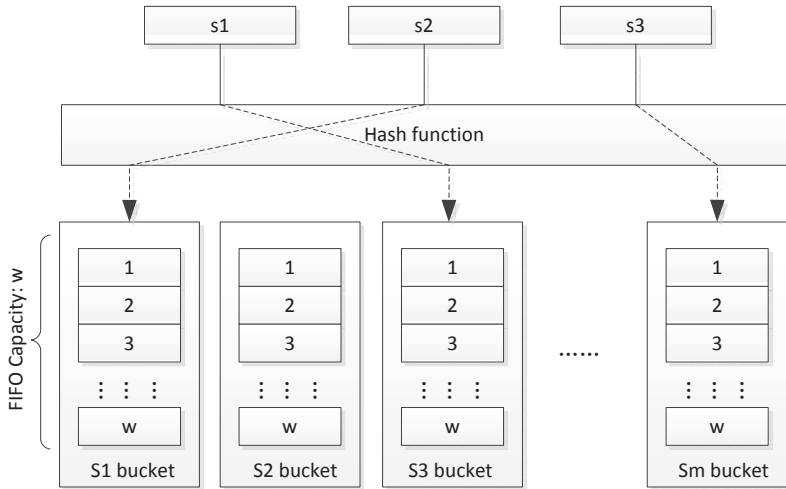 s1 s2 s3
Hash function
FIFO Capacity: w
1 1 1 1
2 2 2 2
3 3 3 3
......
w w w w
S1 bucket S2 bucket S3 bucket Sm bucket